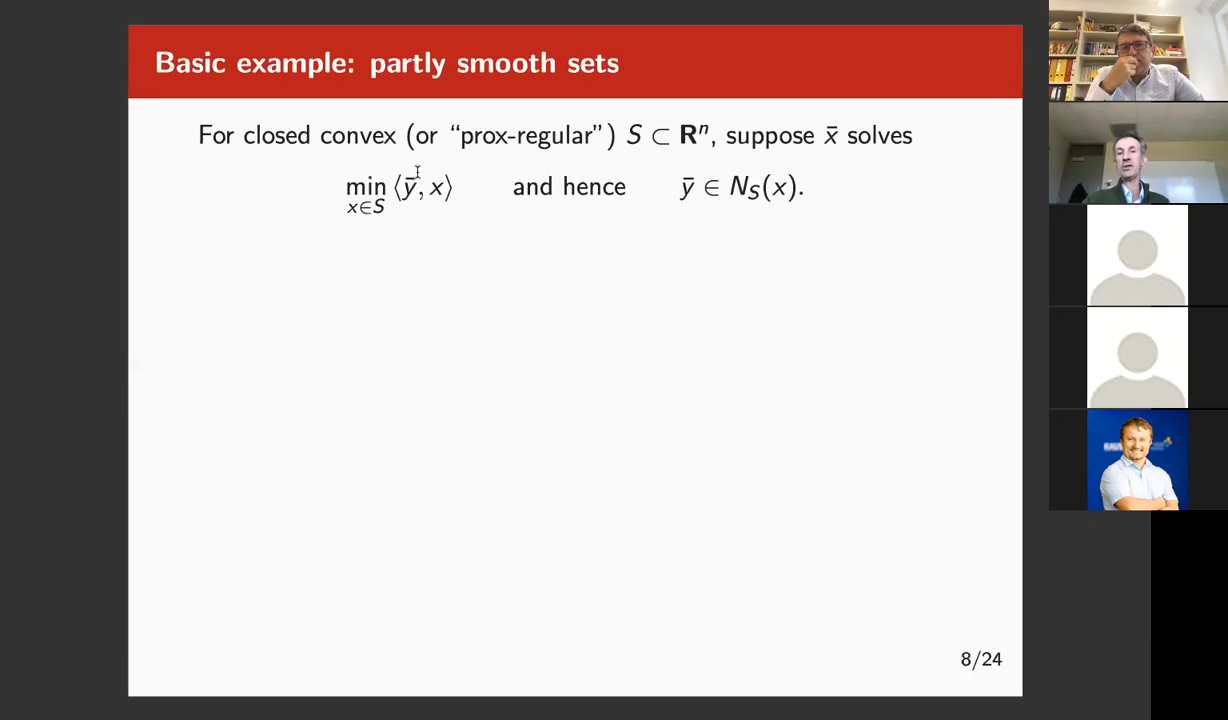 Basic example: partly smooth sets
For closed convex (or “prox-regular”) S ⊂ Rⁿ, suppose x̄ solves
min ⟨ȳ, x⟩ and hence ȳ ∈ N_S(x).
x∈S
8/24